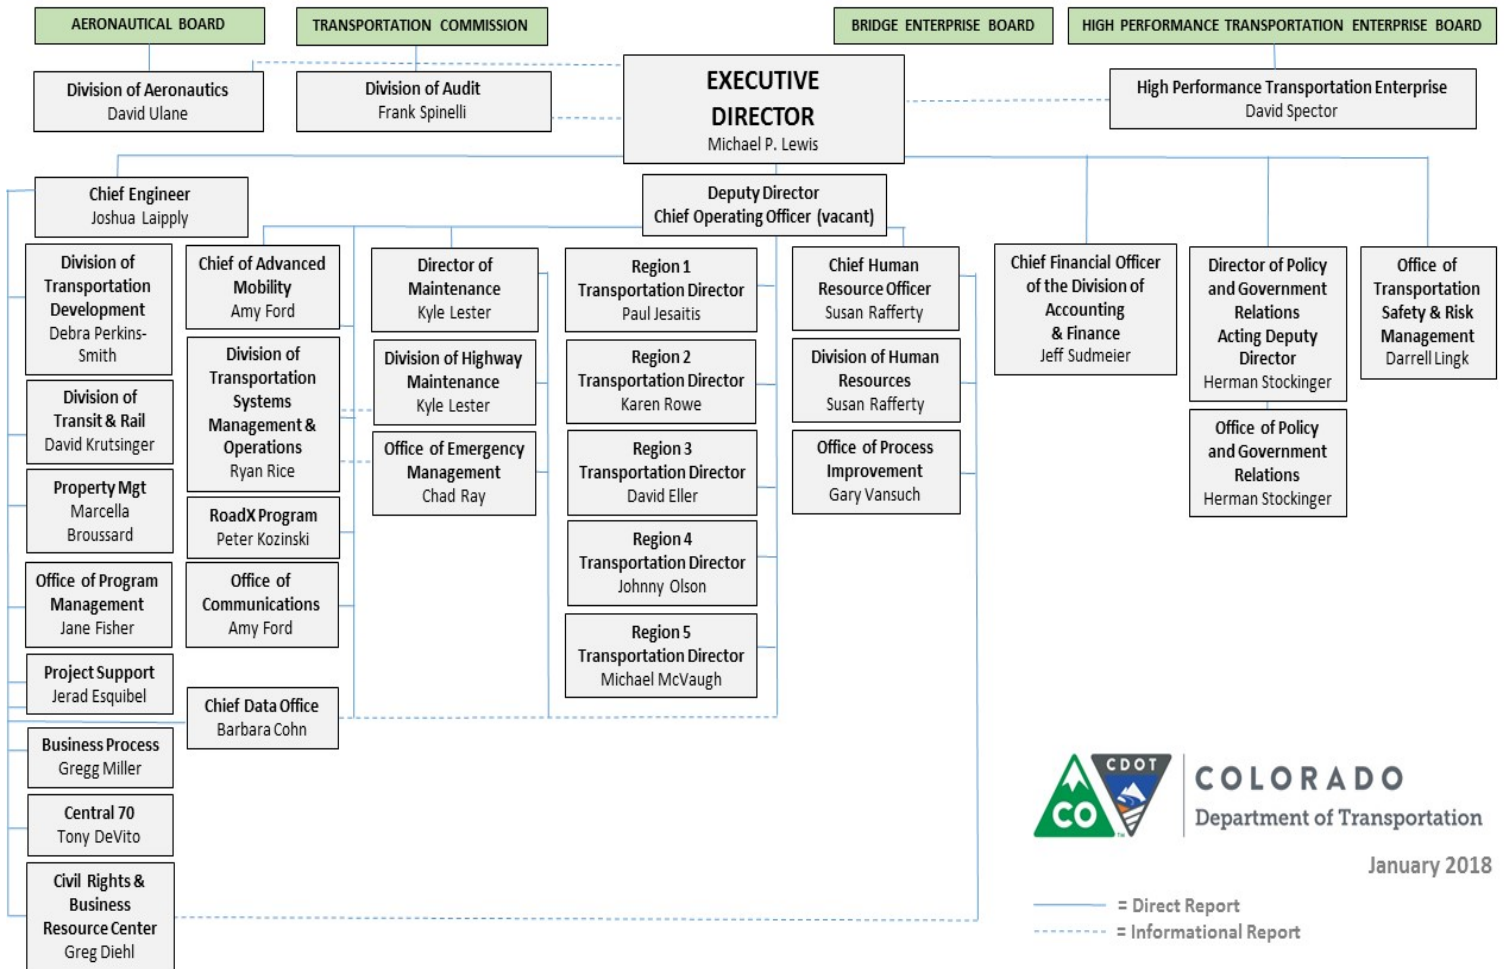 AERONAUTICAL BOARD
TRANSPORTATION COMMISSION
BRIDGE ENTERPRISE BOARD
HIGH PERFORMANCE TRANSPORTATION ENTERPRISE BOARD
Division of Aeronautics
David Ulane
Division of Audit
Frank Spinelli
EXECUTIVE
DIRECTOR
Michael P. Lewis
High Performance Transportation Enterprise
David Spector
Chief Engineer
Joshua Laipply
Deputy Director
Chief Operating Officer (vacant)
Division of
Transportation
Development
Debra Perkins-
Smith
Division of
Transit & Rail
David Krutsinger
Property Mgt
Marcella
Broussard
Office of Program
Management
Jane Fisher
Project Support
Jerad Esquibel
Business Process
Gregg Miller
Central 70
Tony DeVito
Civil Rights &
Business
Resource Center
Greg Diehl
Chief of Advanced
Mobility
Amy Ford
Division of
Transportation
Systems
Management &
Operations
Ryan Rice
RoadX Program
Peter Kozinski
Office of
Communications
Amy Ford
Chief Data Office
Barbara Cohn
Director of
Maintenance
Kyle Lester
Division of Highway
Maintenance
Kyle Lester
Office of Emergency
Management
Chad Ray
Region 1
Transportation Director
Paul Jesaitis
Region 2
Transportation Director
Karen Rowe
Region 3
Transportation Director
David Eller
Region 4
Transportation Director
Johnny Olson
Region 5
Transportation Director
Michael McVaugh
Chief Human
Resource Officer
Susan Rafferty
Division of Human
Resources
Susan Rafferty
Office of Process
Improvement
Gary Vansuch
Chief Financial Officer
of the Division of
Accounting
& Finance
Jeff Sudmeier
Director of Policy
and Government
Relations
Acting Deputy
Director
Herman Stockinger
Office of Policy
and Government
Relations
Herman Stockinger
Office of
Transportation
Safety & Risk
Management
Darrell Lingk
CO
CDOT
TM
COLORADO
Department of Transportation
January 2018
= Direct Report
= Informational Report